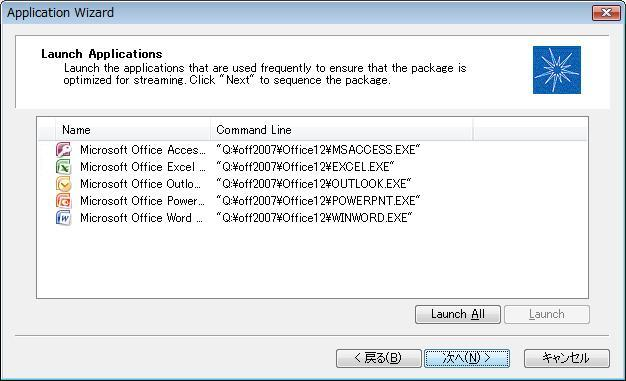 Application Wizard
Launch Applications
Launch the applications that are used frequently to ensure that the package is
optimized for streaming. Click "Next" to sequence the package.
Name Command Line
Microsoft Office Acces... "Q:¥off2007¥Office12¥MSACCESS.EXE"
Microsoft Office Excel ... "Q:¥off2007¥Office12¥EXCEL.EXE"
Microsoft Office Outlo... "Q:¥off2007¥Office12¥OUTLOOK.EXE"
Microsoft Office Power... "Q:¥off2007¥Office12¥POWERPNT.EXE"
Microsoft Office Word ... "Q:¥off2007¥Office12¥WINWORD.EXE"
Launch All Launch
< 戻る(B) 次へ(N) > キャンセル